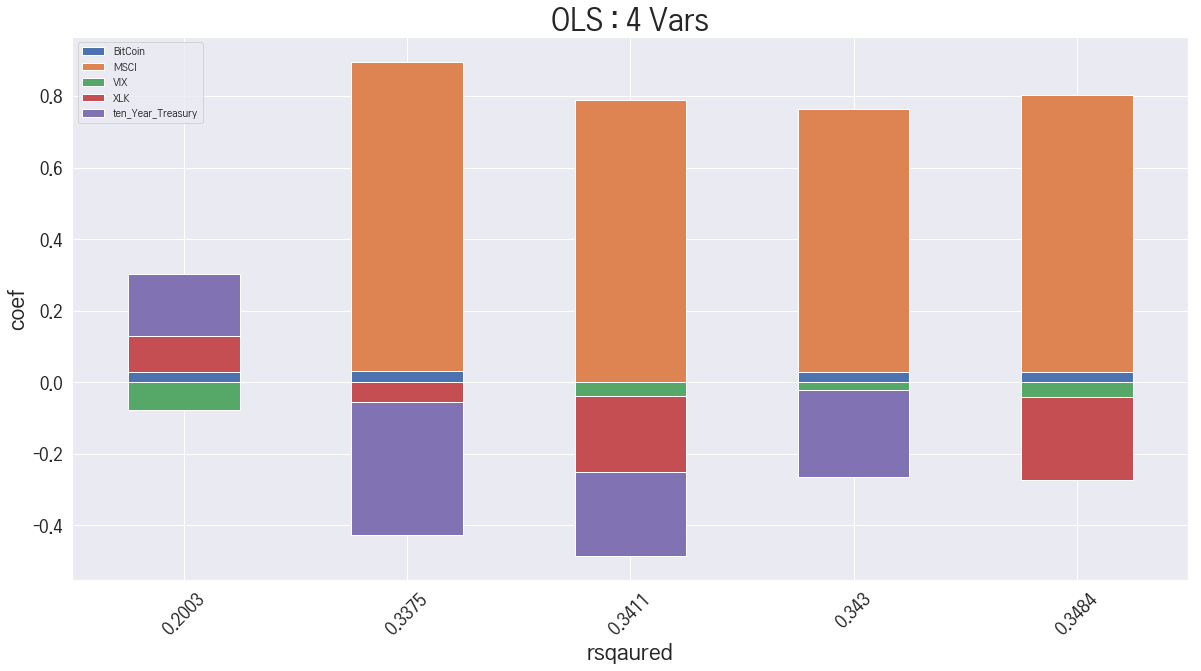 OLS : 4 Vars
BitCoin
MSCI
VIX
XLK
ten_Year_Treasury
coef
0.8
0.6
0.4
0.2
0.0
-0.2
-0.4
0.2003
0.3375
0.3411
0.343
0.3484
rsqaured